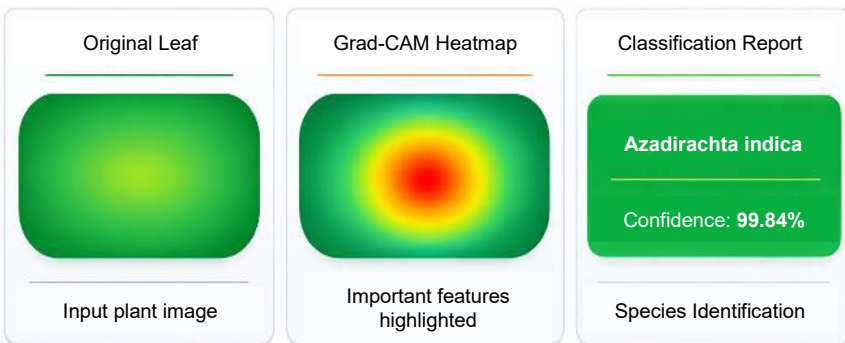 Original Leaf
Input plant image
Grad-CAM Heatmap
Important features
highlighted
Classification Report
Azadirachta indica
Confidence: 99.84%
Species Identification